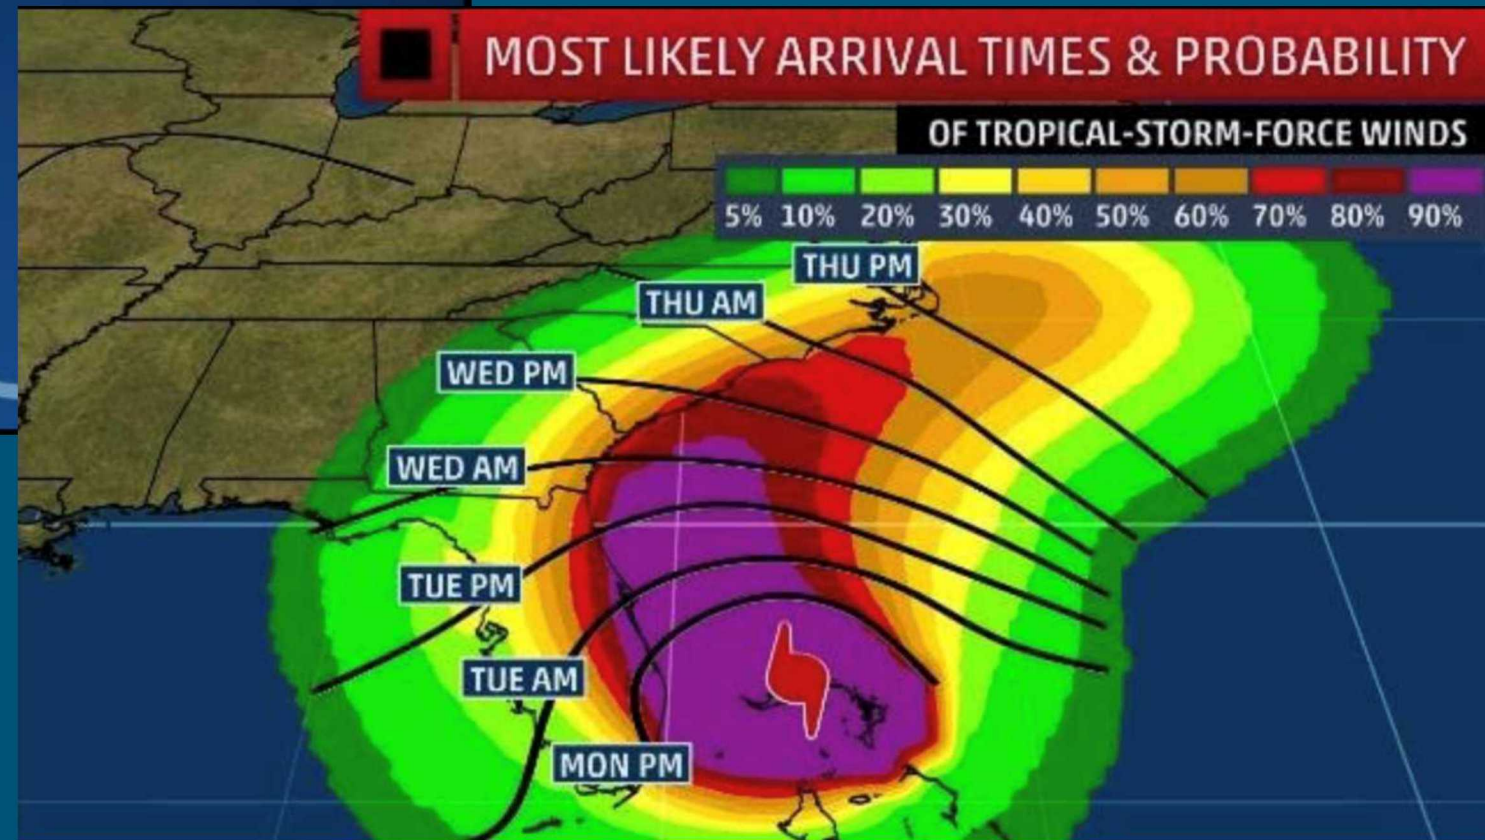 MOST LIKELY ARRIVAL TIMES & PROBABILITY
OF TROPICAL-STORM-FORCE WINDS
5% 10% 20% 30% 40% 50% 60% 70% 80% 90%
THU PM
THU AM
WED PM
WED AM
TUE PM
TUE AM
MON PM